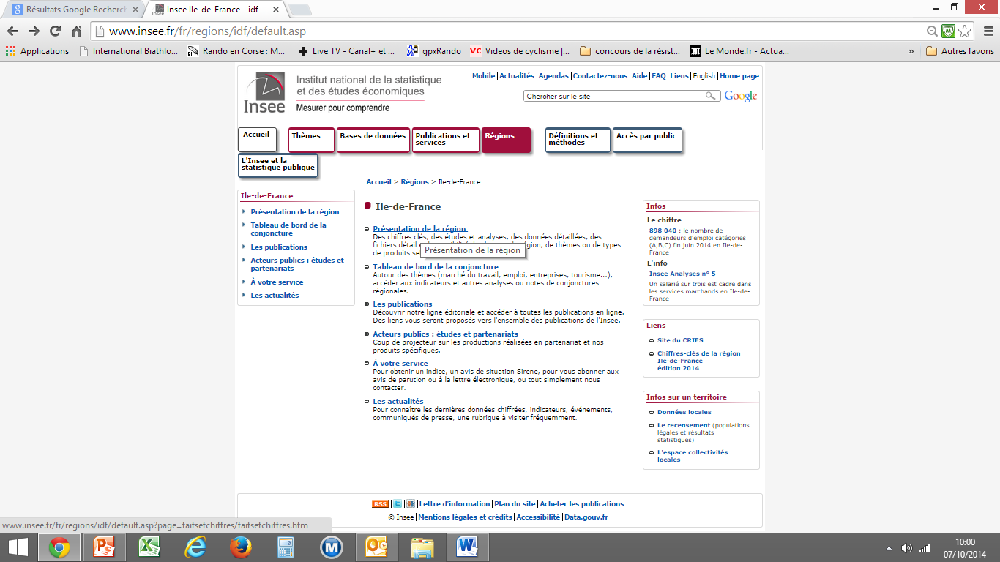 Résultats Google Recherch
Insee Ile-de-France - idf
www.insee.fr/fr/regions/idf/default.asp
Applications
International Biathlo...
Rando en Corse : M...
Live TV - Canal+ et ...
gpxRando
VC Videos de cyclisme |...
concours de la résist...
Le Monde.fr - Actua...
»
Autres favoris
Insee
Institut national de la statistique
et des études économiques
Mesurer pour comprendre
Mobile | Actualités | Agendas | Contactez-nous | Aide | FAQ | Liens | English | Home page
Chercher sur le site
Google
Accueil
Thèmes
Bases de données
Publications et
services
Régions
Définitions et
méthodes
Accès par public
L'Insee et la
statistique publique
Accueil > Régions > Ile-de-France
Ile-de-France
Présentation de la région
Tableau de bord de la
conjoncture
Les publications
Acteurs publics : études et
partenariats
À votre service
Les actualités
Ile-de-France
Présentation de la région
Des chiffres clés, des études et analyses, des données détaillées, des
fichiers détail région, de thèmes ou de types
de produits se
Présentation de la région
Tableau de bord de la conjoncture
Autour des thèmes (marché du travail, emploi, entreprises, tourisme...),
accéder aux indicateurs et autres analyses ou notes de conjonctures
régionales.
Les publications
Découvrir notre ligne éditoriale et accéder à toutes les publications en ligne.
Des liens vous seront proposés vers l'ensemble des publications de l'Insee.
Acteurs publics : études et partenariats
Coup de projecteur sur les productions réalisées en partenariat et nos
produits spécifiques.
À votre service
Pour obtenir un indice, un avis de situation Sirene, pour vous abonner aux
avis de parution ou à la lettre électronique, ou tout simplement nous
contacter.
Les actualités
Pour connaître les dernières données chiffrées, indicateurs, événements,
communiqués de presse, une rubrique à visiter fréquemment.
Infos
Le chiffre
898 040 : le nombre de
demandeurs d'emploi catégories
(A,B,C) fin juin 2014 en Ile-de-
France
L'info
Insee Analyses n° 5
Un salarié sur trois est cadre dans
les services marchands en Ile-de-
France
Liens
Site du CRIES
Chiffres-clés de la région
Ile-de-France
édition 2014
Infos sur un territoire
Données locales
Le recensement (populations
légales et résultats
statistiques)
L'espace collectivités
locales
RSS | | | Lettre d'information | Plan du site | Acheter les publications
© Insee | Mentions légales et crédits | Accessibilité | Data.gouv.fr
www.insee.fr/fr/regions/idf/default.asp?page=faitsetchiffres/faitsetchiffres.htm
10:00
07/10/2014